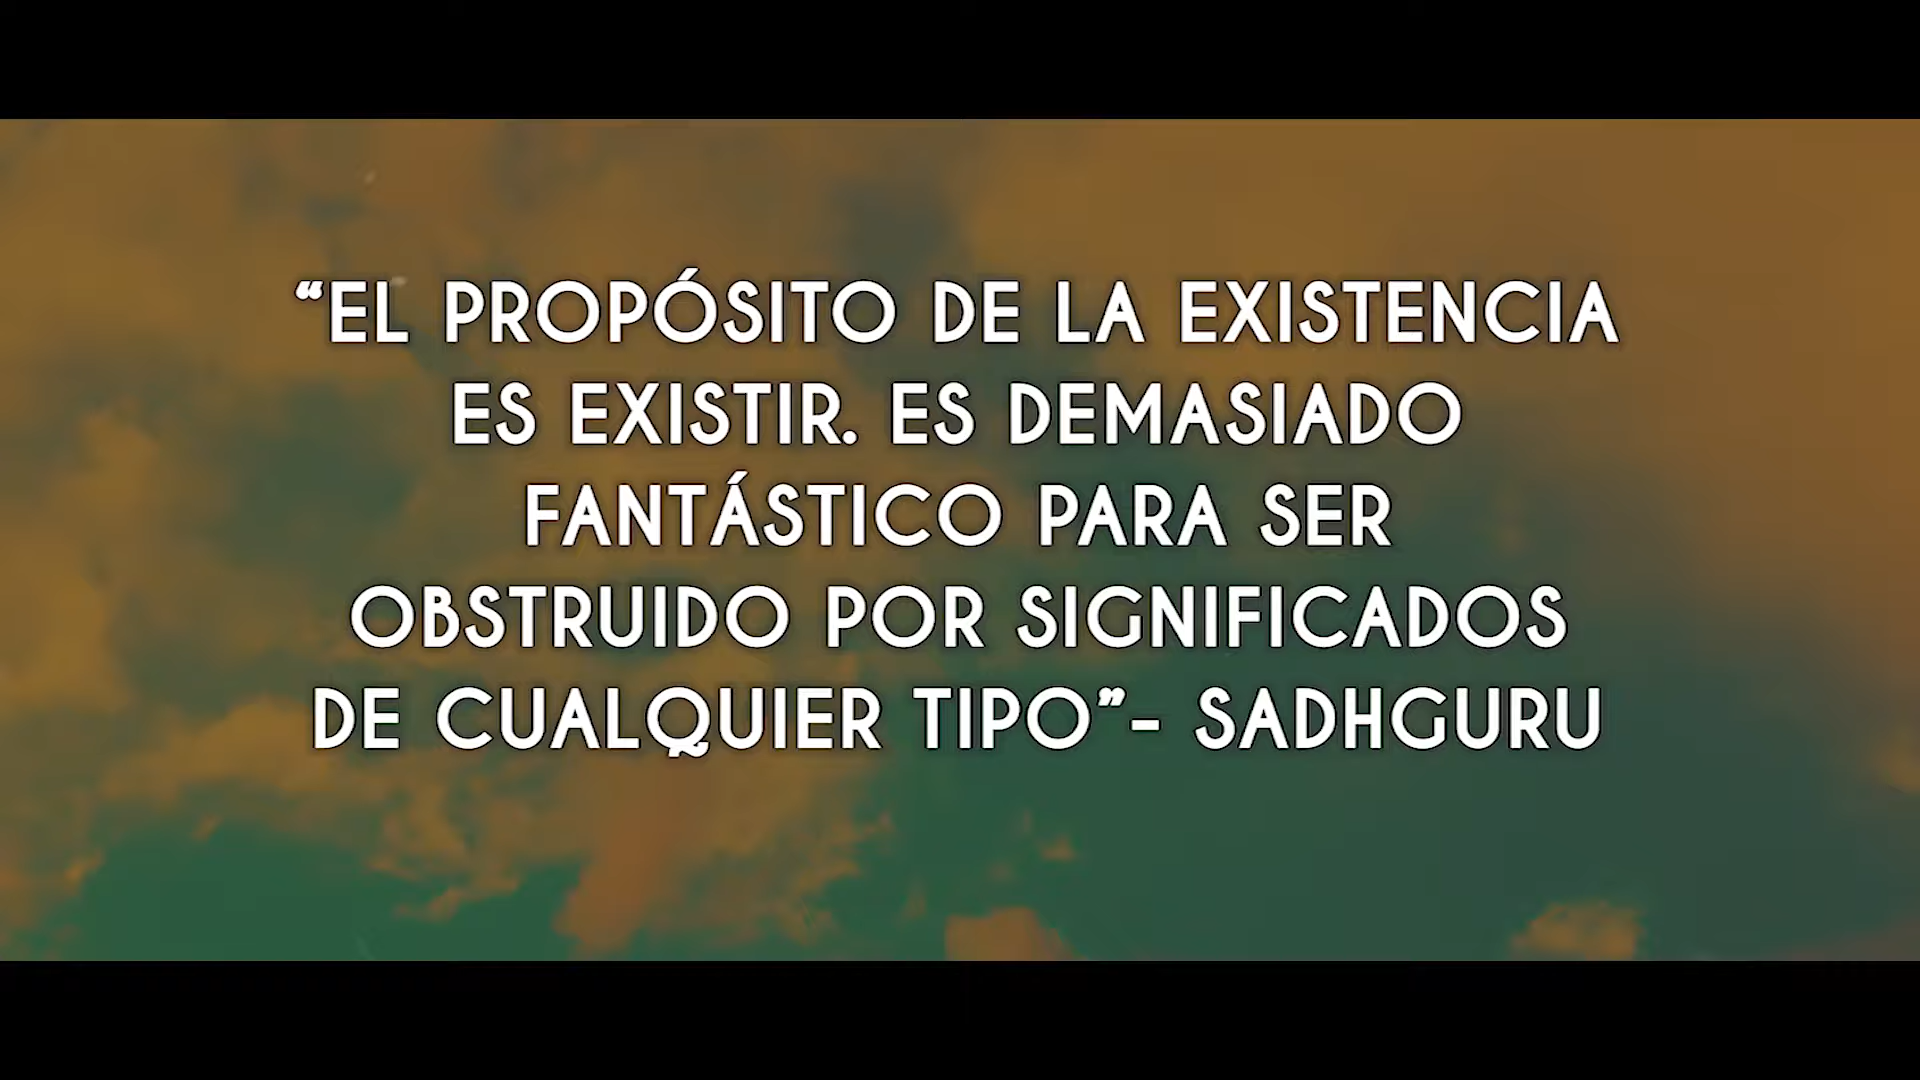 “EL PROPÓSITO DE LA EXISTENCIA
ES EXISTIR. ES DEMASIADO
FANTÁSTICO PARA SER
OBSTRUIDO POR SIGNIFICADOS
DE CUALQUIER TIPO”- SADHGURU